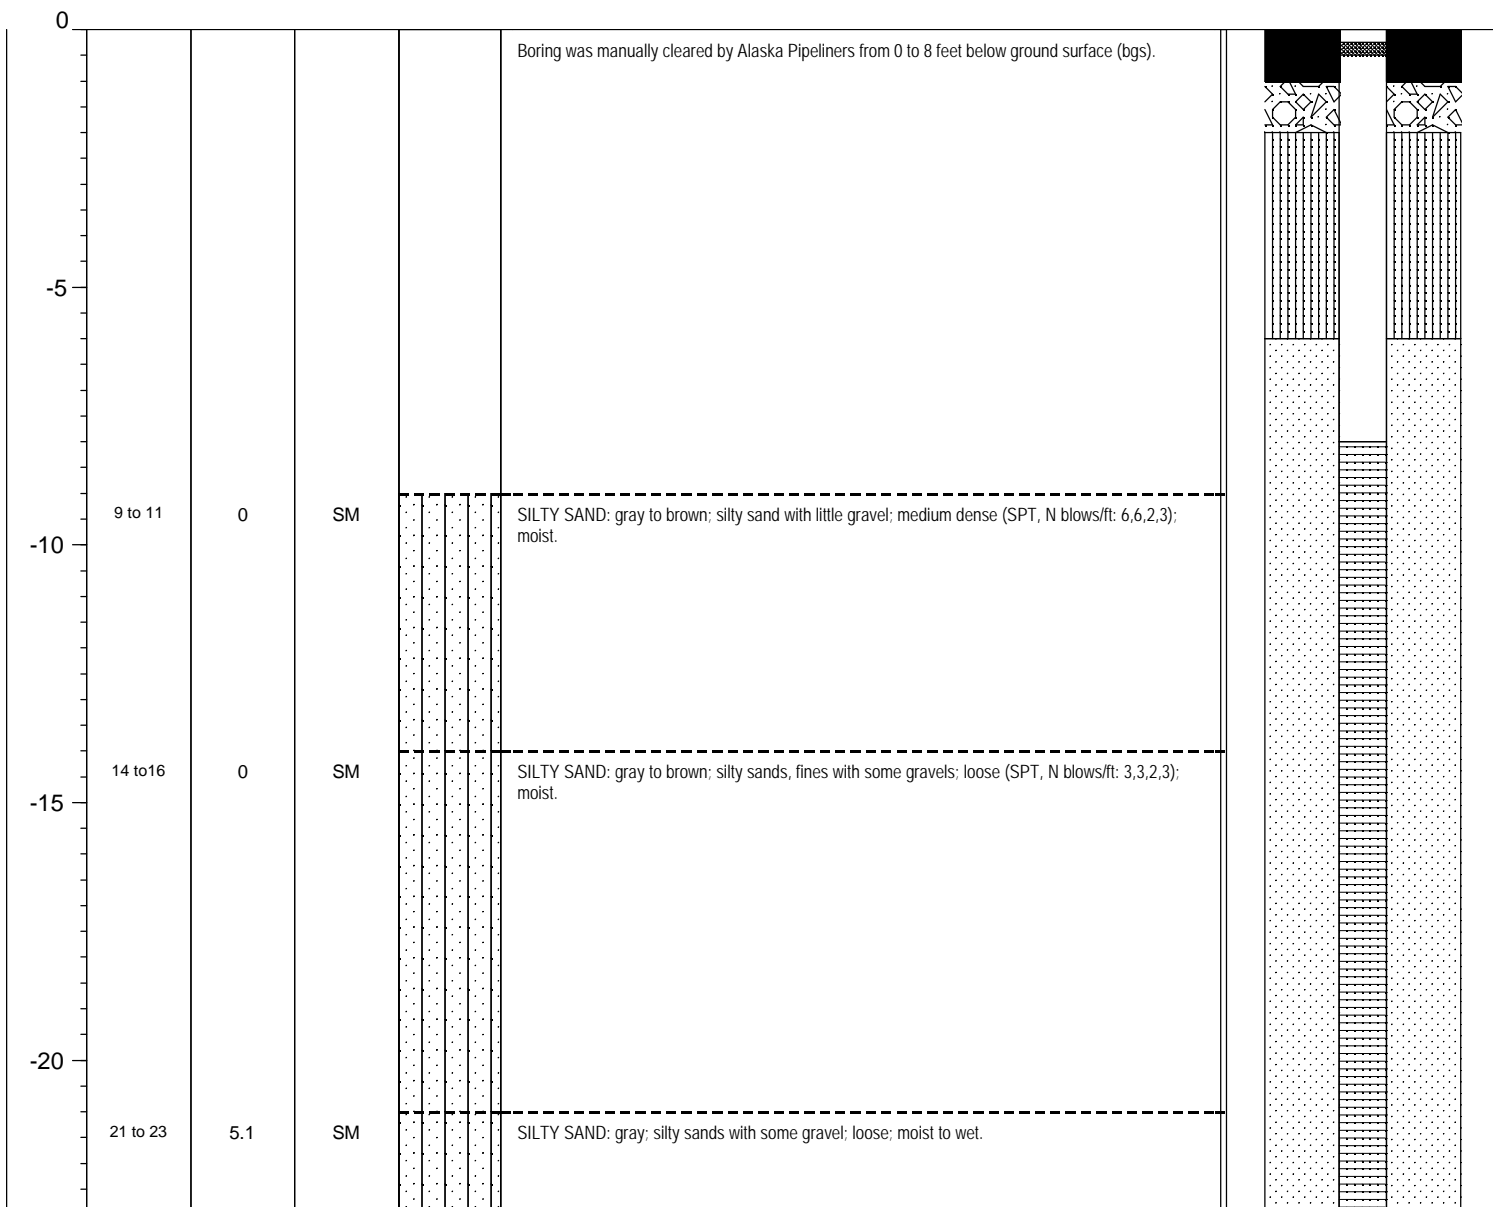 0
Boring was manually cleared by Alaska Pipeliners from 0 to 8 feet below ground surface (bgs).
-5
9 to 11 0 SM SILTY SAND: gray to brown; silty sand with little gravel; medium dense (SPT, N blows/ft: 6,6,2,3);
moist.
-10
14 to16 0 SM SILTY SAND: gray to brown; silty sands, fines with some gravels; loose (SPT, N blows/ft: 3,3,2,3);
moist.
-15
-20
21 to 23 5.1 SM SILTY SAND: gray; silty sands with some gravel; loose; moist to wet.